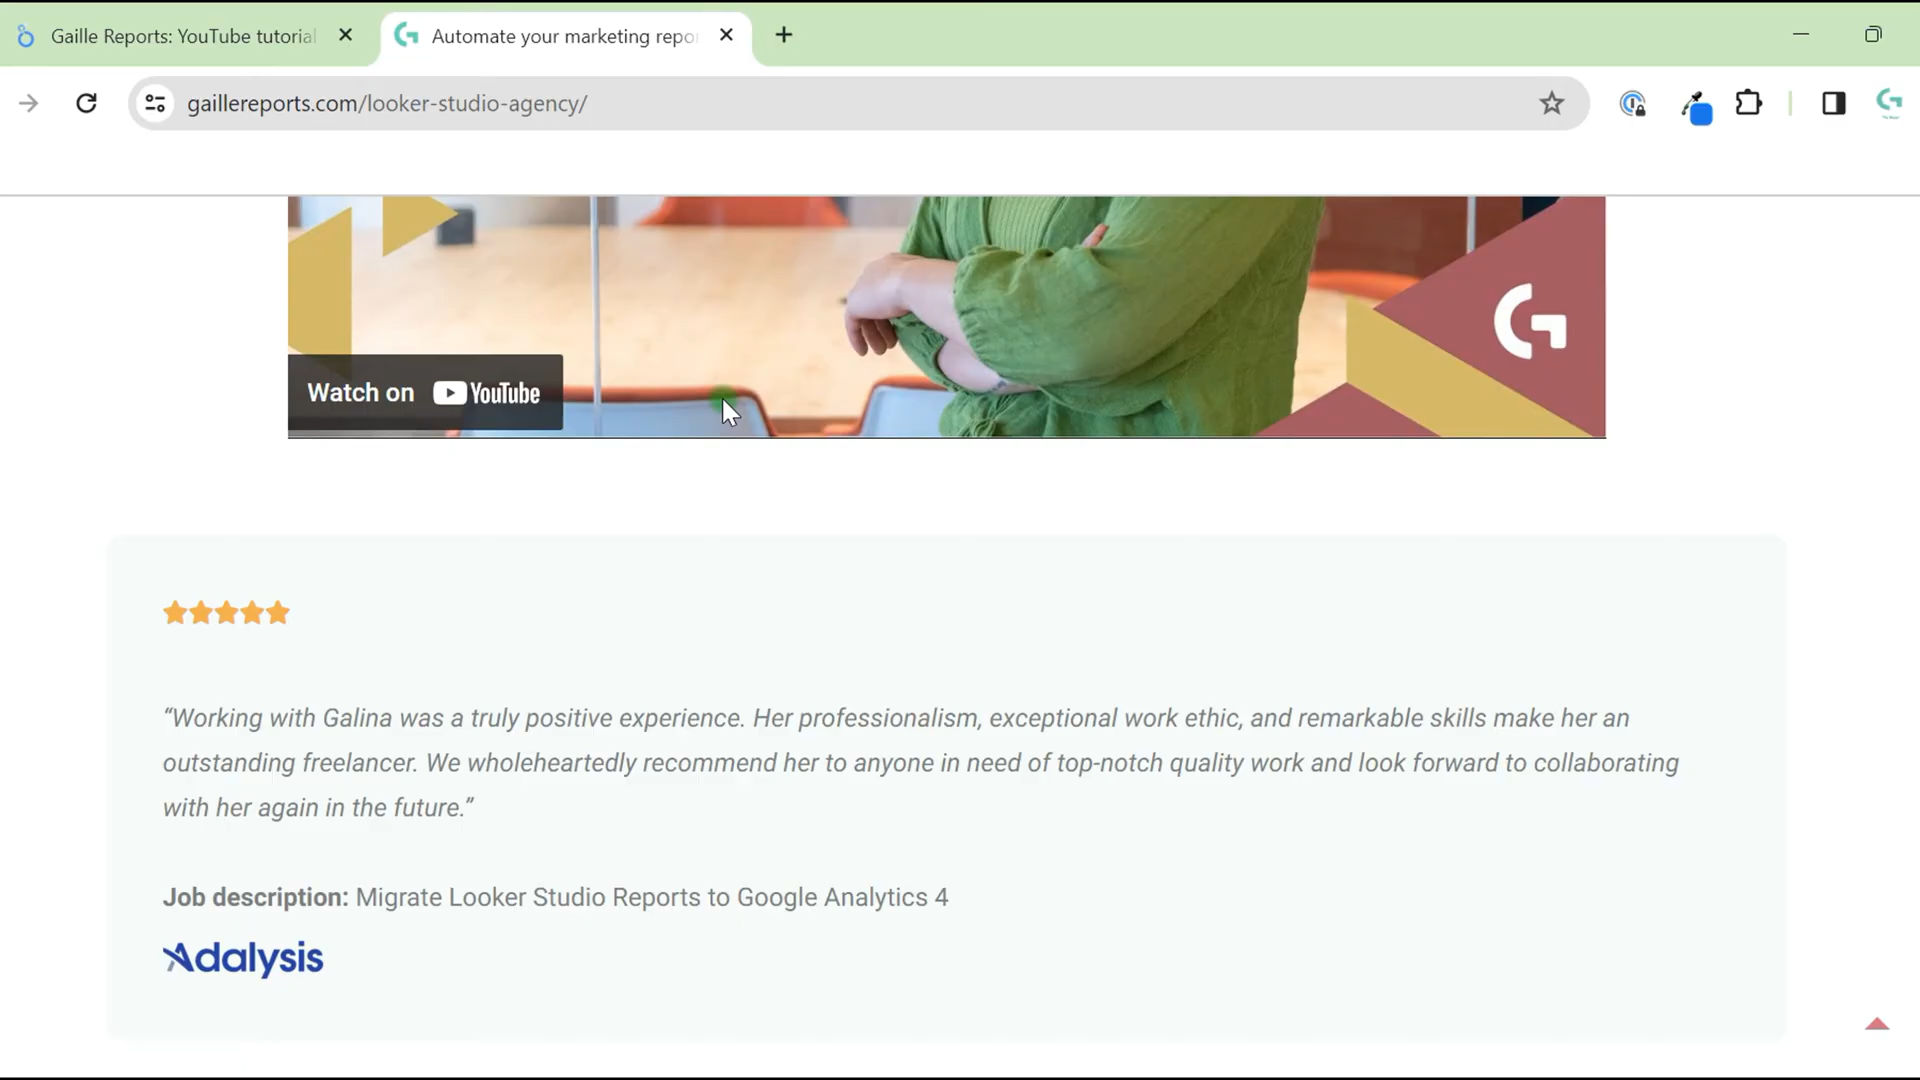 Gaille Reports: YouTube tutorial
Automate your marketing repo
gaillereports.com/looker-studio-agency/
Watch on YouTube
“Working with Galina was a truly positive experience. Her professionalism, exceptional work ethic, and remarkable skills make her an
outstanding freelancer. We wholeheartedly recommend her to anyone in need of top-notch quality work and look forward to collaborating
with her again in the future.”
Job description: Migrate Looker Studio Reports to Google Analytics 4
Adalysis